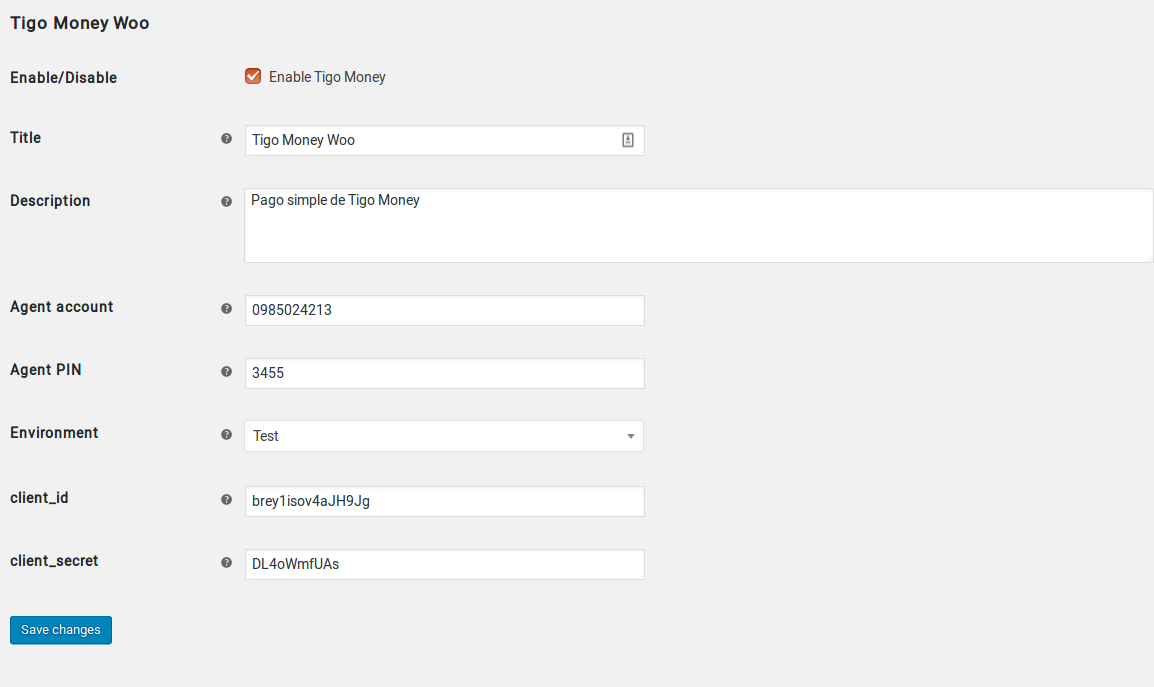 Tigo Money Woo
Enable/Disable
Enable Tigo Money
Title
Tigo Money Woo
Description
Pago simple de Tigo Money
Agent account
0985024213
Agent PIN
3455
Environment
Test
client_id
brey1isov4aJH9Jg
client_secret
DL4oWmfUAs
Save changes